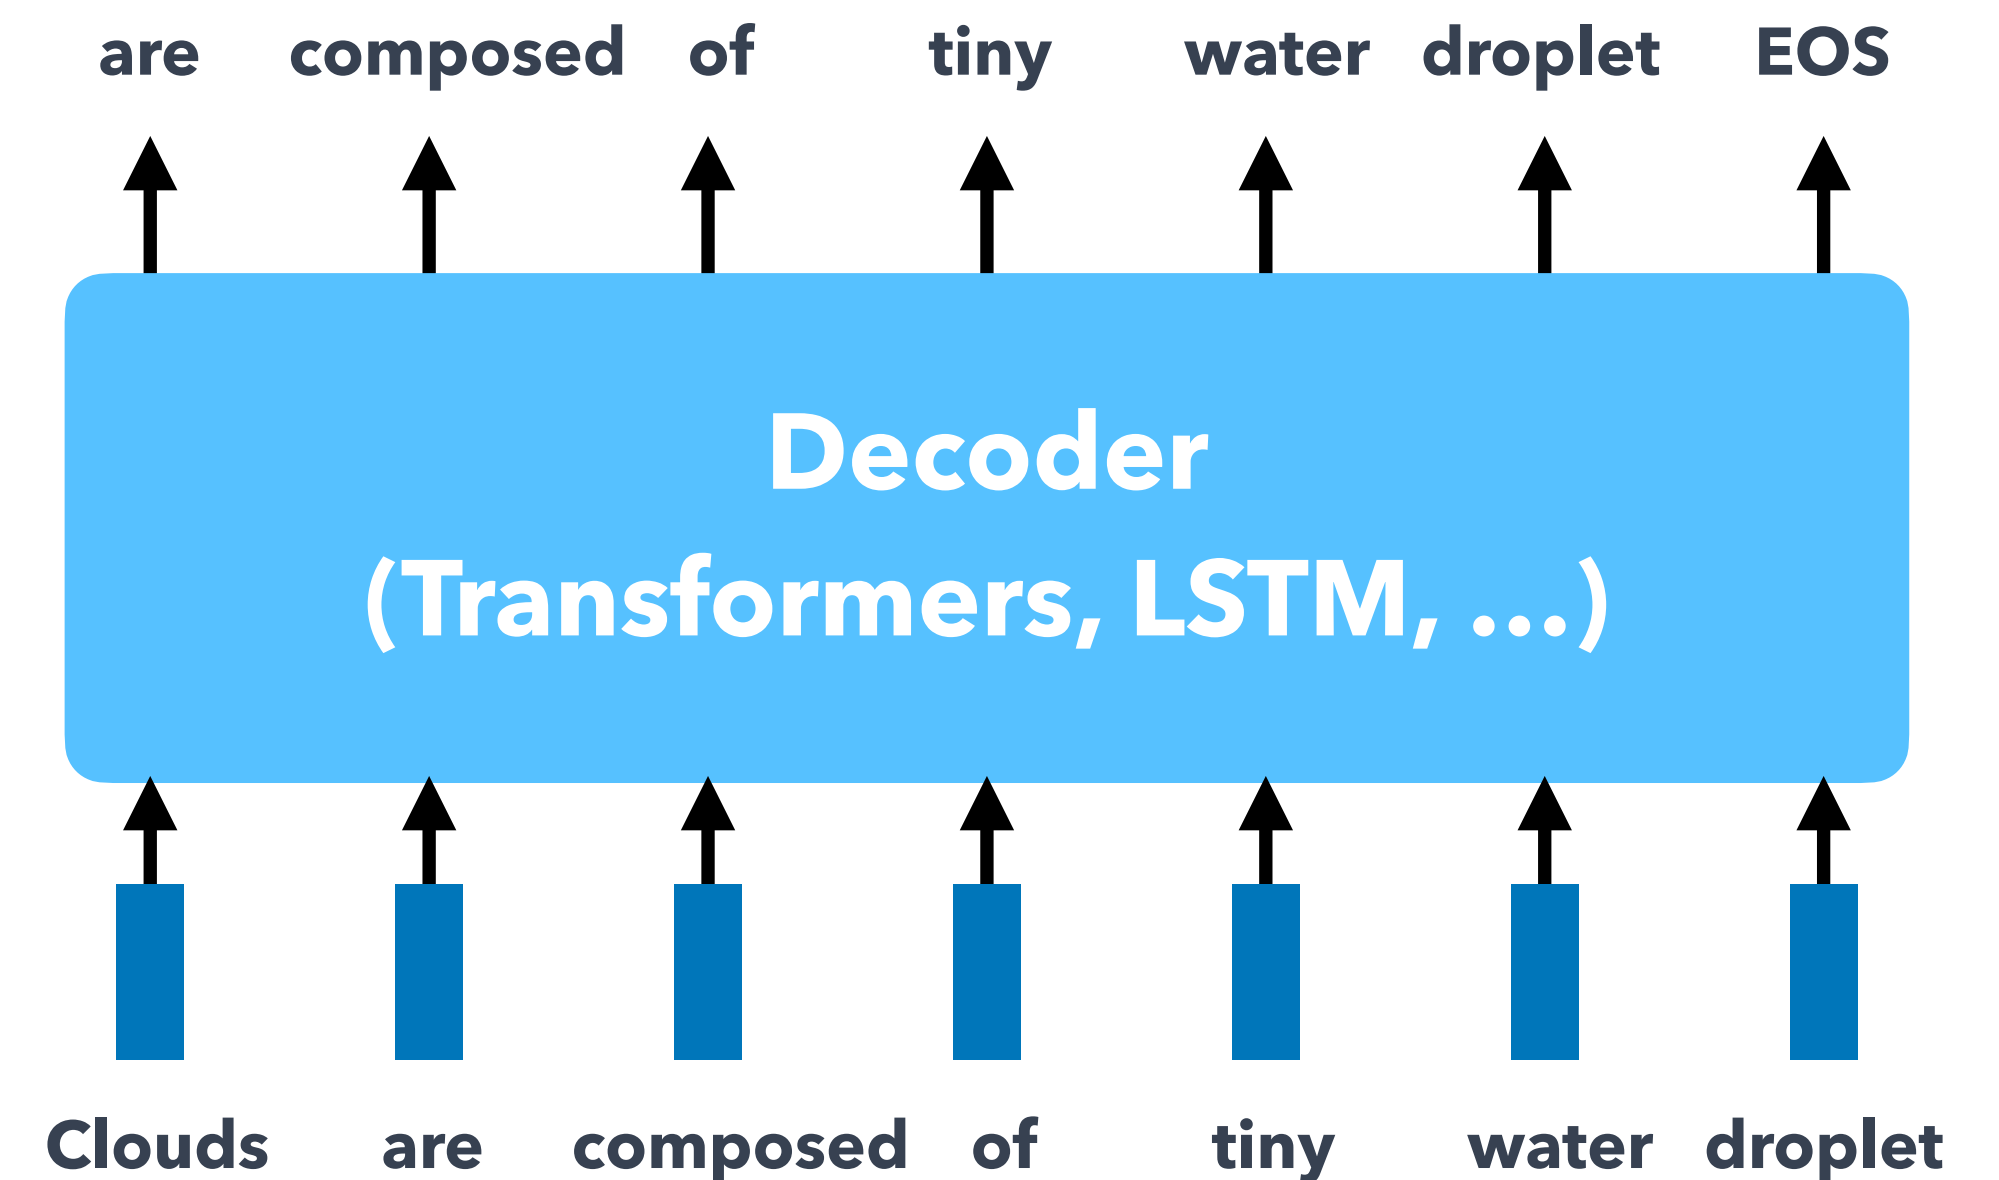 are composed of tiny water droplet EOS
Decoder
(Transformers, LSTM, ...)
Clouds are composed of tiny water droplet